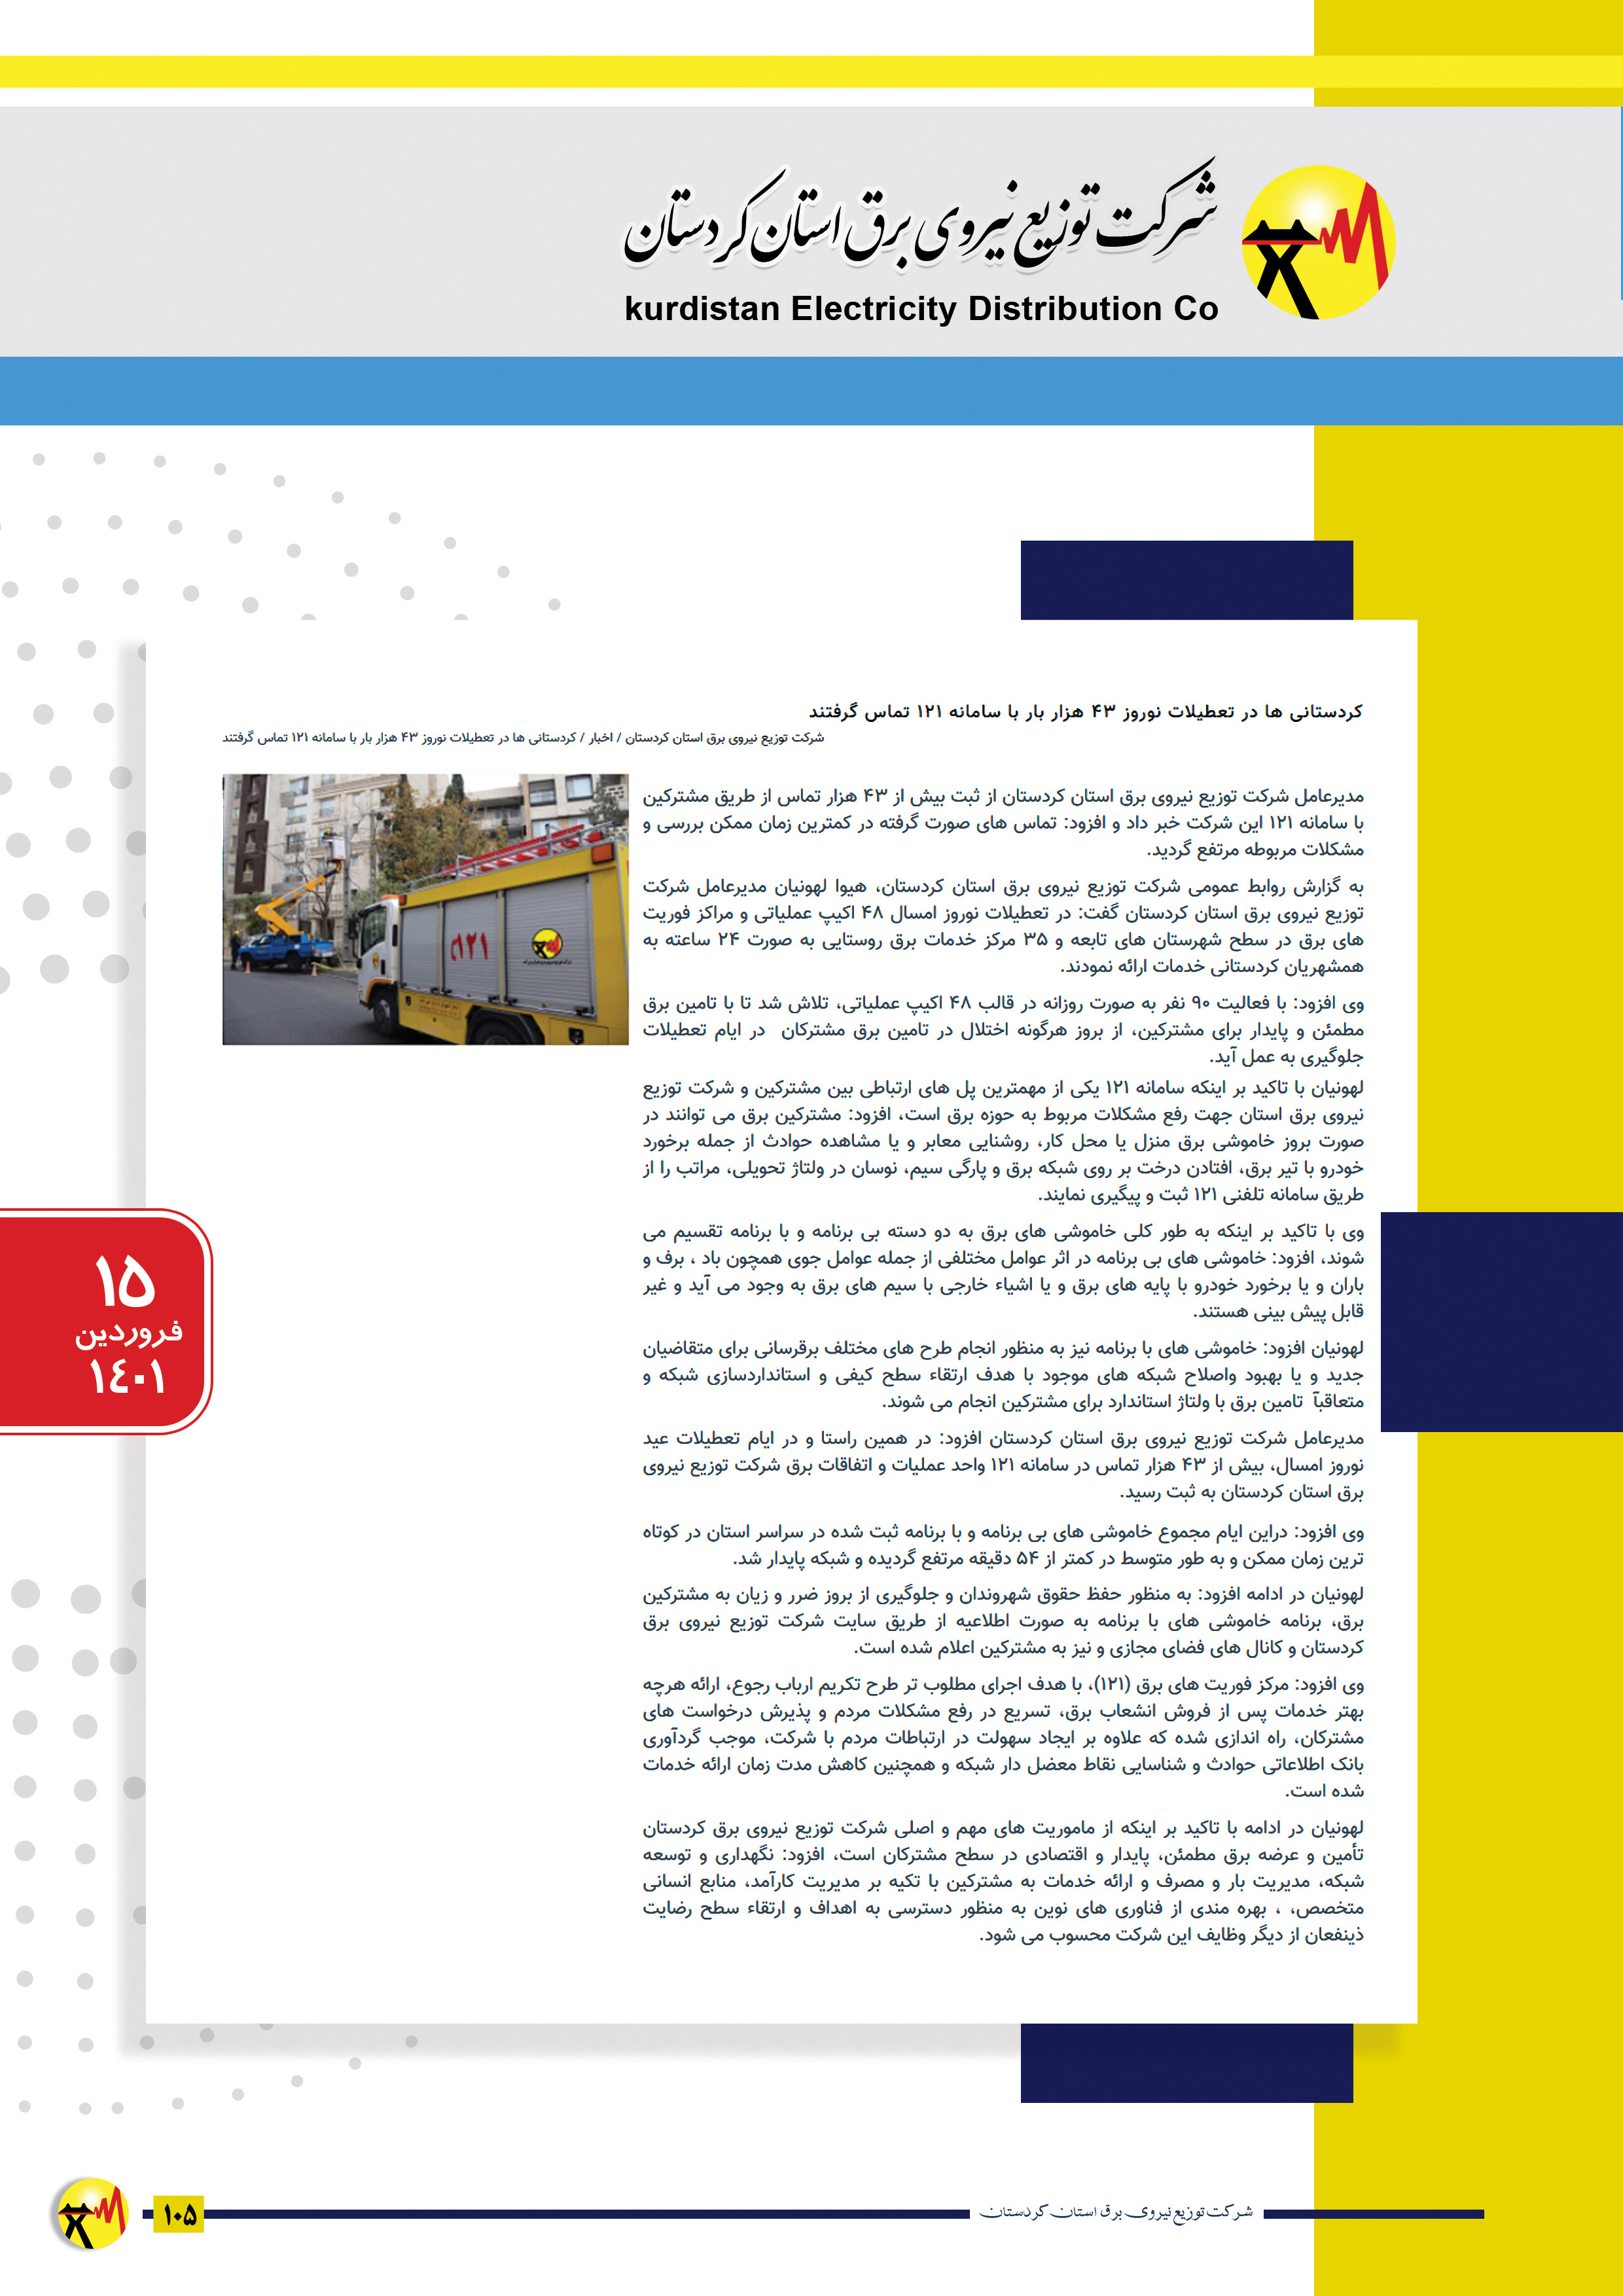 شرکت توزیع نیروی برق استان کردستان
kurdistan Electricity Distribution Co
کردستانی ها در تعطیلات نوروز ۴۳ هزار بار با سامانه ۱۲۱ تماس گرفتند
شرکت توزیع نیروی برق استان کردستان / اخبار / کردستانی ها در تعطیلات نوروز ۴۳ هزار بار با سامانه ۱۲۱ تماس گرفتند
مدیرعامل شرکت توزیع نیروی برق استان کردستان از ثبت بیش از ۴۳ هزار تماس از طریق مشترکین
با سامانه ۱۲۱ این شرکت خبر داد و افزود: تماس های صورت گرفته در کمترین زمان ممکن بررسی و
مشکلات مربوطه مرتفع گردید.
به گزارش روابط عمومی شرکت توزیع نیروی برق استان کردستان، هیوا لهونیان مدیرعامل شرکت
توزیع نیروی برق استان کردستان گفت: در تعطیلات نوروز امسال ۴۸ اکیپ عملیاتی و مراکز فوریت
های برق در سطح شهرستان های تابعه و ۳۵ مرکز خدمات برق روستایی به صورت ۲۴ ساعته به
همشهریان کردستانی خدمات ارائه نمودند.
وی افزود: با فعالیت ۹۰ نفر به صورت روزانه در قالب ۴۸ اکیپ عملیاتی، تلاش شد تا با تامین برق
مطمئن و پایدار برای مشترکین، از بروز هرگونه اختلال در تامین برق مشترکان در ایام تعطیلات
جلوگیری به عمل آید.
لهونیان با تاکید بر اینکه سامانه ۱۲۱ یکی از مهمترین پل های ارتباطی بین مشترکین و شرکت توزیع
نیروی برق استان جهت رفع مشکلات مربوط به حوزه برق است، افزود: مشترکین برق می توانند در
صورت بروز خاموشی برق منزل یا محل کار، روشنایی معابر و یا مشاهده حوادث از جمله برخورد
خودرو با تیر برق، افتادن درخت بر روی شبکه برق و پارگی سیم، نوسان در ولتاژ تحویلی، مراتب را از
طریق سامانه تلفنی ۱۲۱ ثبت و پیگیری نمایند.
وی با تاکید بر اینکه به طور کلی خاموشی های برق به دو دسته بی برنامه و با برنامه تقسیم می
شوند، افزود: خاموشی های بی برنامه در اثر عوامل مختلفی از جمله عوامل جوی همچون باد ، برف و
باران و یا برخورد خودرو با پایه های برق و یا اشیاء خارجی با سیم های برق به وجود می آید و غیر
قابل پیش بینی هستند.
لهونیان افزود: خاموشی های با برنامه نیز به منظور انجام طرح های مختلف برقرسانی برای متقاضیان
جدید و یا بهبود واصلاح شبکه های موجود با هدف ارتقاء سطح کیفی و استانداردسازی شبکه و
متعاقباً تامین برق با ولتاژ استاندارد برای مشترکین انجام می شوند.
مدیرعامل شرکت توزیع نیروی برق استان کردستان افزود: در همین راستا و در ایام تعطیلات عید
نوروز امسال، بیش از ۴۳ هزار تماس در سامانه ۱۲۱ واحد عملیات و اتفاقات برق شرکت توزیع نیروی
برق استان کردستان به ثبت رسید.
وی افزود: دراین ایام مجموع خاموشی های بی برنامه و با برنامه ثبت شده در سراسر استان در کوتاه
ترین زمان ممکن و به طور متوسط در کمتر از ۵۴ دقیقه مرتفع گردیده و شبکه پایدار شد.
لهونیان در ادامه افزود: به منظور حفظ حقوق شهروندان و جلوگیری از بروز ضرر و زیان به مشترکین
برق، برنامه خاموشی های با برنامه به صورت اطلاعیه از طریق سایت شرکت توزیع نیروی برق
کردستان و کانال های فضای مجازی و نیز به مشترکین اعلام شده است.
وی افزود: مرکز فوریت های برق (۱۲۱)، با هدف اجرای مطلوب تر طرح تکریم ارباب رجوع، ارائه هرچه
بهتر خدمات پس از فروش انشعاب برق، تسریع در رفع مشکلات مردم و پذیرش درخواست های
مشترکان، راه اندازی شده که علاوه بر ایجاد سهولت در ارتباطات مردم با شرکت، موجب گردآوری
بانک اطلاعاتی حوادث و شناسایی نقاط معضل دار شبکه و همچنین کاهش مدت زمان ارائه خدمات
شده است.
لهونیان در ادامه با تاکید بر اینکه از ماموریت های مهم و اصلی شرکت توزیع نیروی برق کردستان
تأمین و عرضه برق مطمئن، پایدار و اقتصادی در سطح مشترکان است، افزود: نگهداری و توسعه
شبکه، مدیریت بار و مصرف و ارائه خدمات به مشترکین با تکیه بر مدیریت کارآمد، منابع انسانی
متخصص، ، بهره مندی از فناوری های نوین به منظور دسترسی به اهداف و ارتقاء سطح رضایت
ذینفعان از دیگر وظایف این شرکت محسوب می شود.
۱۲۱
۱۵
فروردین
۱٤۰۱
شرکت توزیع نیروی برق استان کردستان
۱۰۵